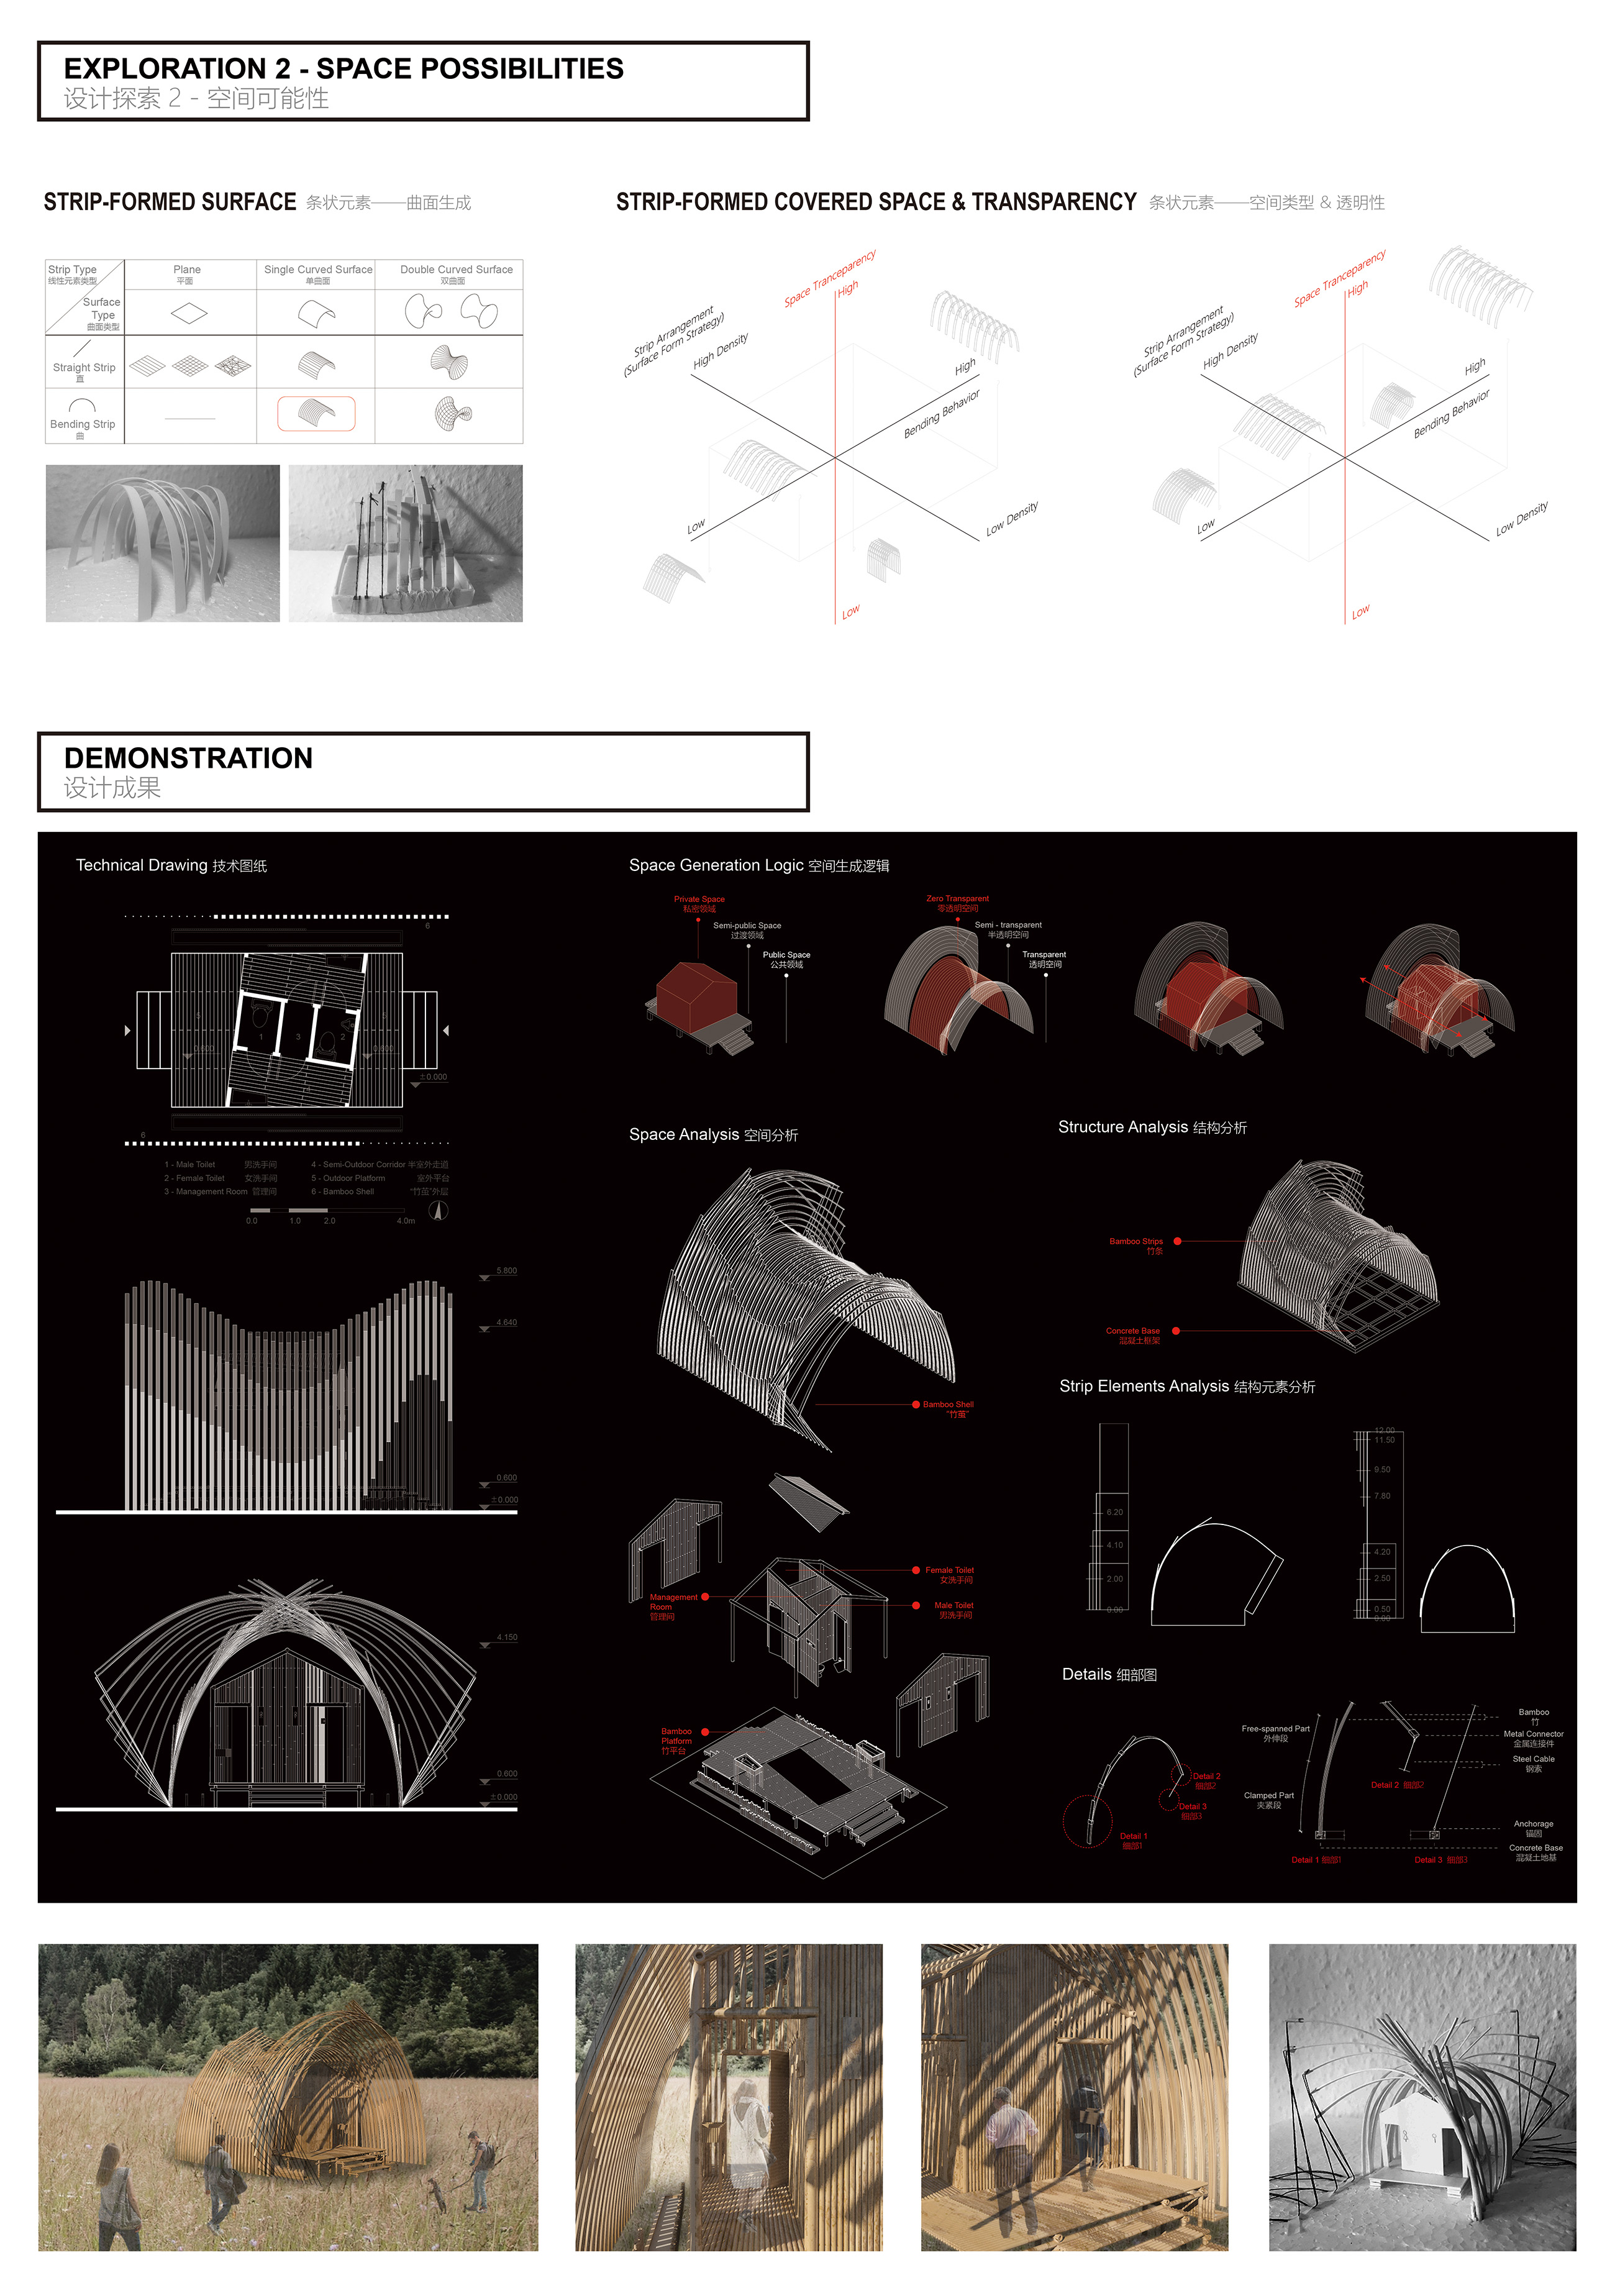 EXPLORATION 2 - SPACE POSSIBILITIES
设计探索 2 - 空间可能性
STRIP-FORMED SURFACE 条状元素——曲面生成
Strip Type
线性元素类型
Surface
Type
曲面类型
Plane
平面
Single Curved Surface
单曲面
Double Curved Surface
双曲面
Straight Strip
直
Bending Strip
曲
STRIP-FORMED COVERED SPACE & TRANSPARENCY 条状元素——空间类型 & 透明性
Space Tranceparency
High
Strip Arrangement
(Surface Form Strategy)
High Density
High
Bending Behavior
Low
Low Density
Low
Space Tranceparency
High
Strip Arrangement
(Surface Form Strategy)
High Density
High
Bending Behavior
Low
Low Density
Low
DEMONSTRATION
设计成果
Technical Drawing 技术图纸
6
5
1
3
2
5
0.600
0.600
±0.000
6
1 - Male Toilet 男洗手间
2 - Female Toilet 女洗手间
3 - Management Room 管理间
4 - Semi-Outdoor Corridor 半室外走道
5 - Outdoor Platform 室外平台
6 - Bamboo Shell "竹茧"外层
0.0 1.0 2.0 4.0m
5.800
4.640
0.600
±0.000
4.150
0.600
±0.000
Space Generation Logic 空间生成逻辑
Private Space
私密领域
Semi-public Space
过渡领域
Public Space
公共领域
Zero Transparent
零透明空间
Semi - transparent
半透明空间
Transparent
透明空间
Space Analysis 空间分析
Bamboo Shell
"竹茧"
Female Toilet
女洗手间
Management
Room
管理间
Male Toilet
男洗手间
Bamboo
Platform
竹平台
Structure Analysis 结构分析
Bamboo Strips
竹条
Concrete Base
混凝土框架
Strip Elements Analysis 结构元素分析
6.20
4.10
2.00
0.00
12.00
11.50
9.50
7.80
4.20
2.50
0.50
0.00
Details 细部图
Detail 2
细部2
Detail 3
细部3
Detail 1
细部1
Free-spanned Part
外伸段
Clamped Part
夹紧段
Detail 1 细部1
Detail 2 细部2
Detail 3 细部3
Bamboo
竹
Metal Connector
金属连接件
Steel Cable
钢索
Anchorage
锚固
Concrete Base
混凝土地基